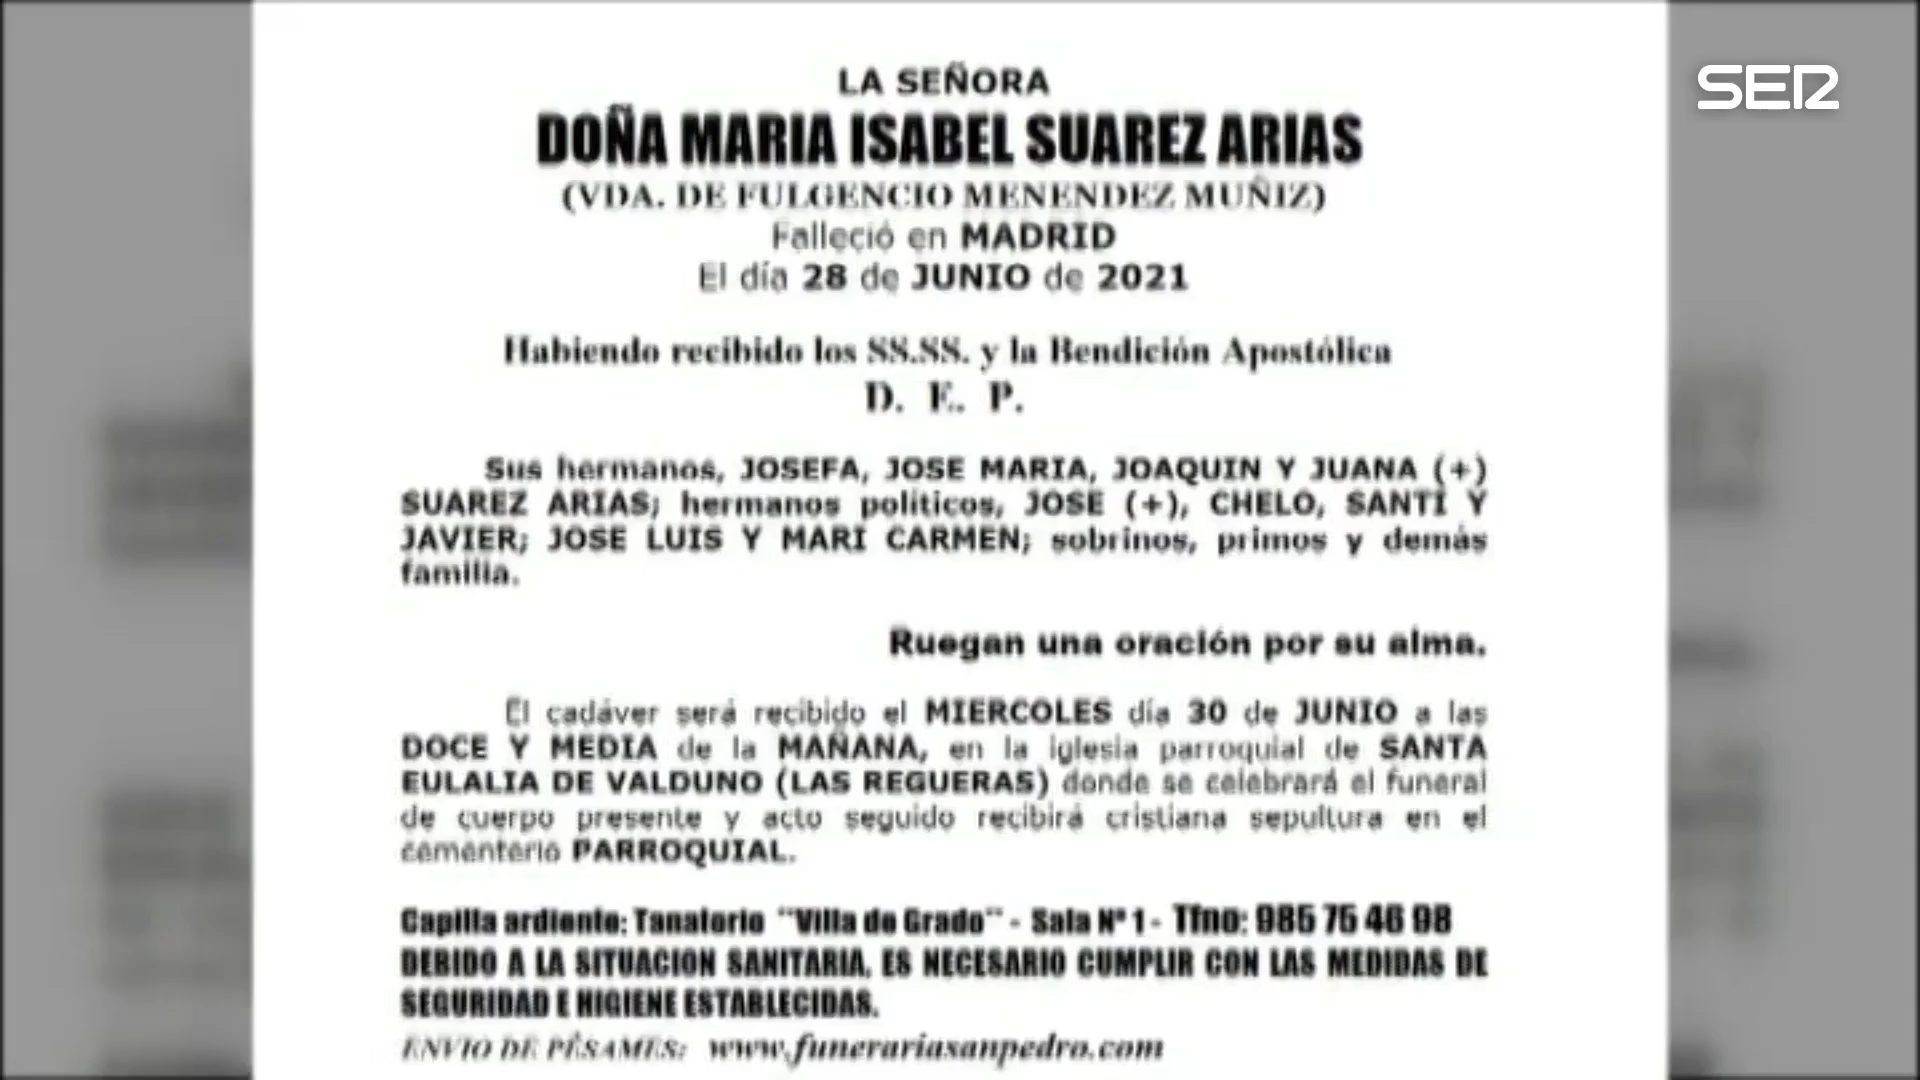 LA SEÑORA
SER
DOÑA MARIA ISABEL SUAREZ ARIAS
(VDA. DE FULGENCIO MENENDEZ MUÑIZ)
Falleció en MADRID
El día 28 de JUNIO de 2021
Habiendo recibido los SS.SS. y la Bendición Apostólica
D. E. P.
Sus hermanos, JOSEFA, JOSE MARIA, JOAQUIN Y JUANA (+)
SUAREZ ARIAS; hermanos políticos, JOSE (+), CHELO, SANTI Y
JAVIER; JOSE LUIS Y MARI CARMEN; sobrinos, primos y demás
familia.
Ruegan una oración por su alma.
El cadáver será recibido el MIERCOLES día 30 de JUNIO a las
DOCE Y MEDIA de la MAÑANA, en la iglesia parroquial de SANTA
EULALIA DE VALDUNO (LAS REGUERAS) donde se celebrará el funeral
de cuerpo presente y acto seguido recibirá cristiana sepultura en el
cementerio PARROQUIAL.
Capilla ardiente: Tanatorio ¨Villa de Grado¨ - Sala Nº 1 - Tfno: 985 75 46 98
DEBIDO A LA SITUACION SANITARIA, ES NECESARIO CUMPLIR CON LAS MEDIDAS DE
SEGURIDAD E HIGIENE ESTABLECIDAS.
ENVIO DE PÉSAMES: www.funerariasanpedro.com